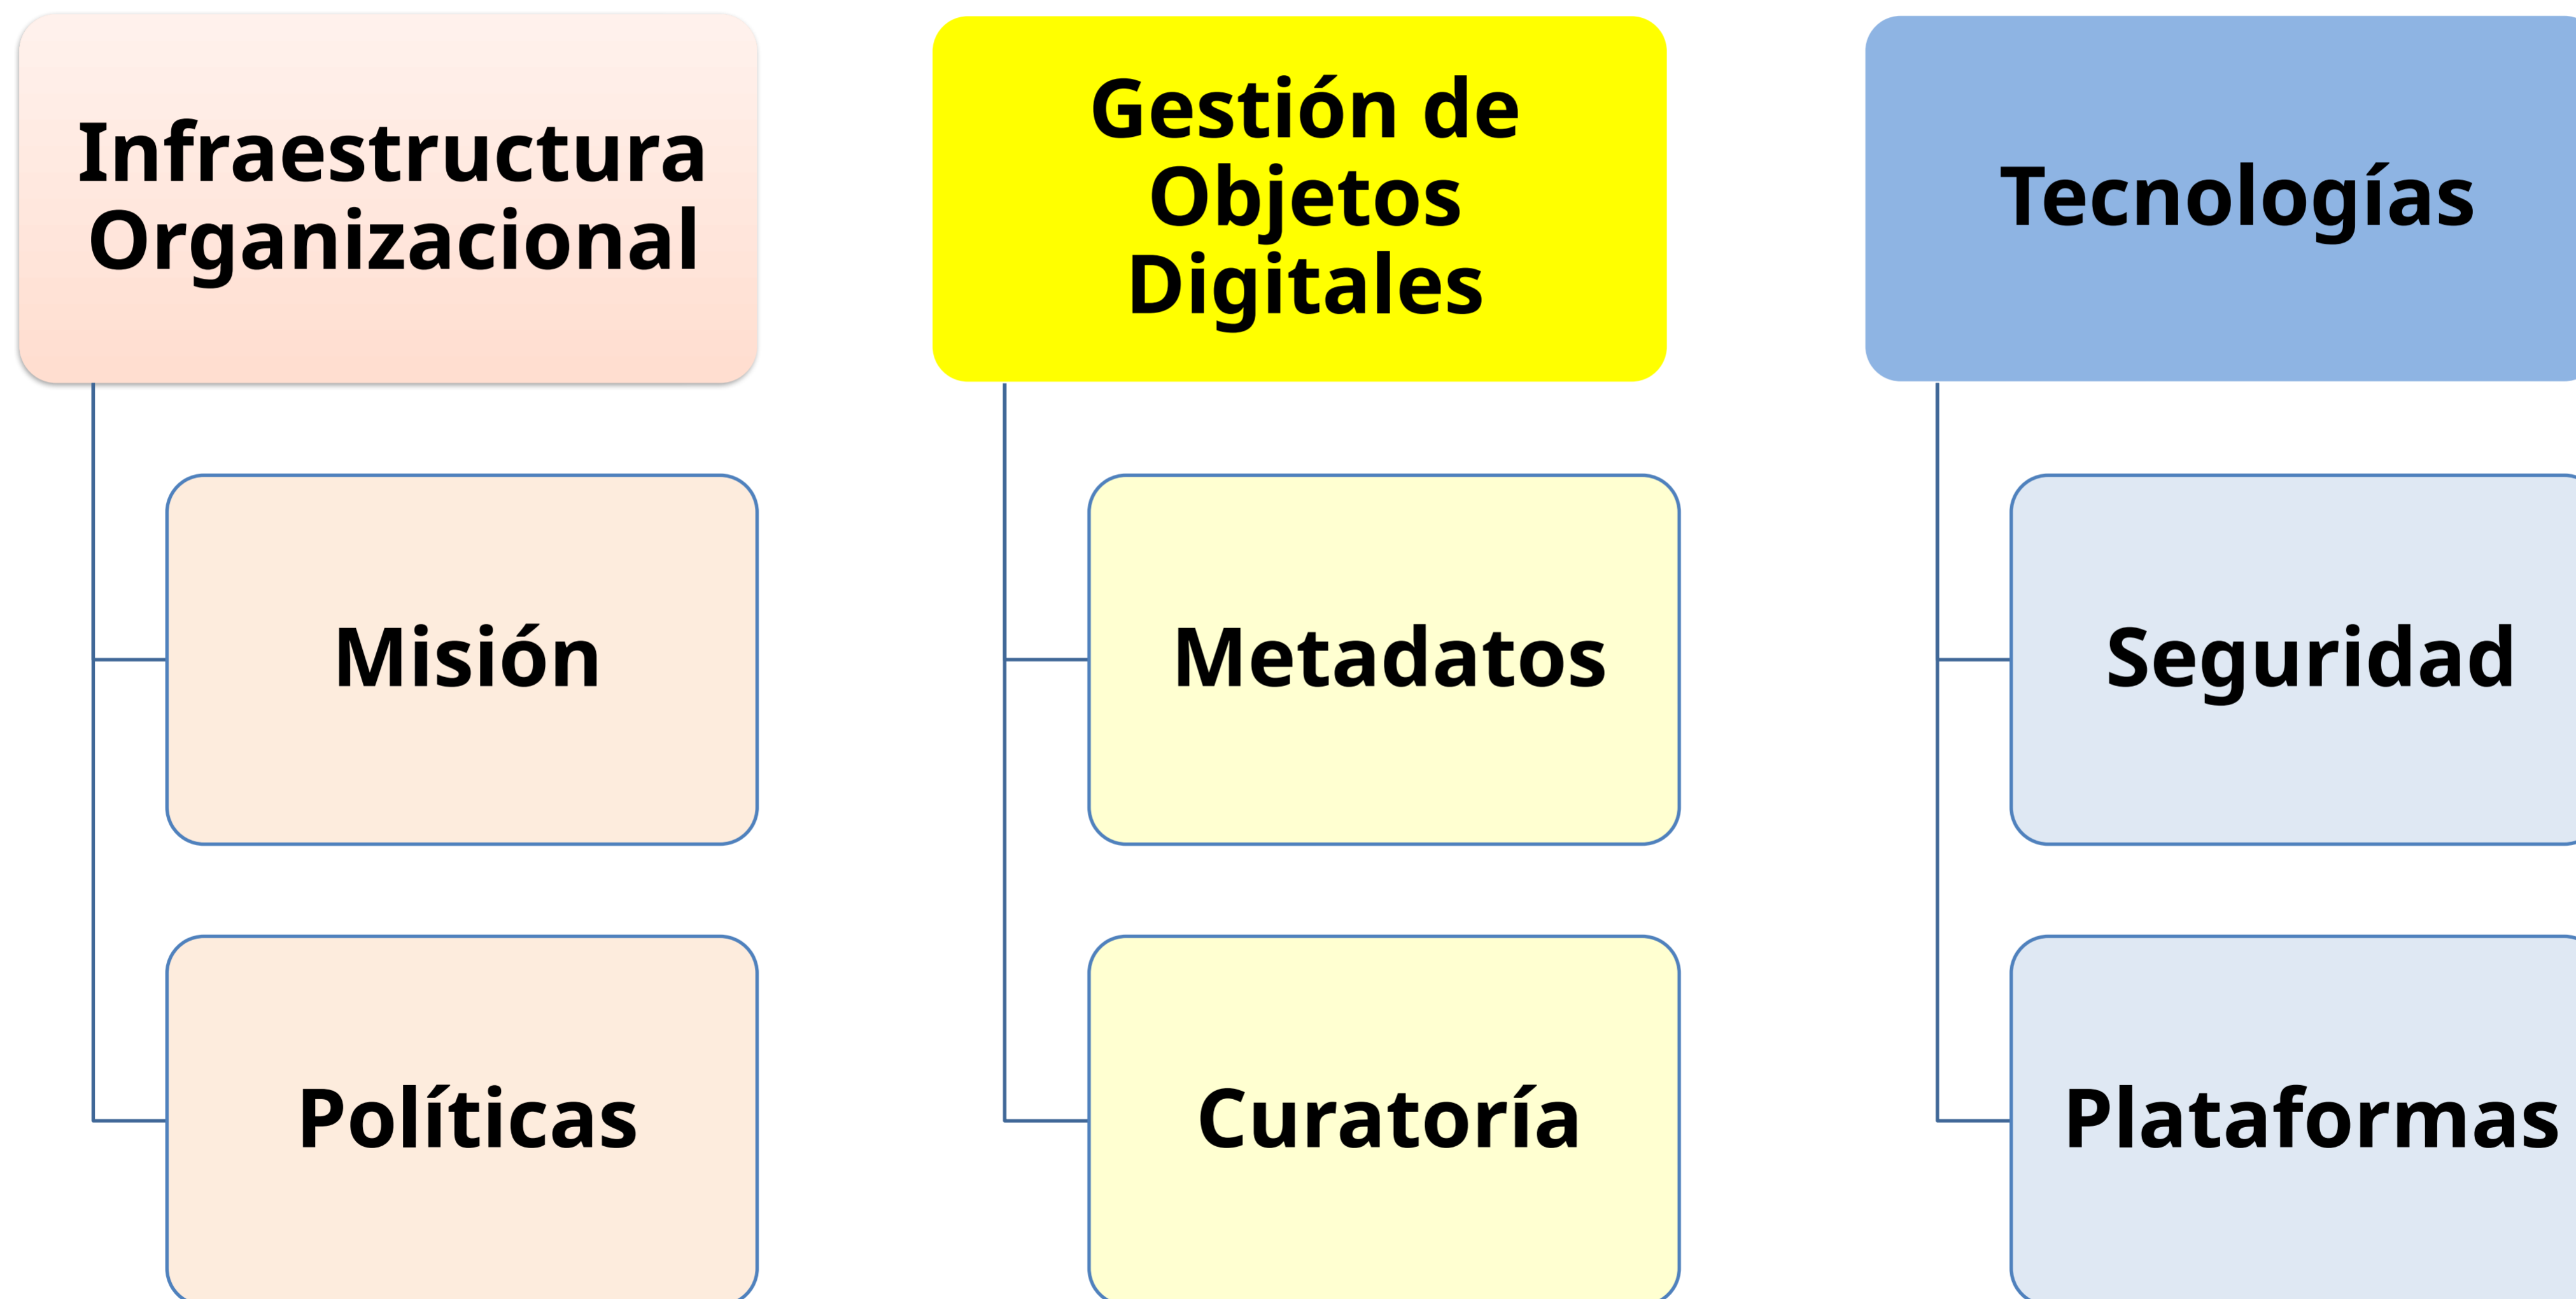 Infraestructura
Organizacional
Misión
Políticas
Gestión de
Objetos
Digitales
Metadatos
Curatoría
Tecnologías
Seguridad
Plataformas